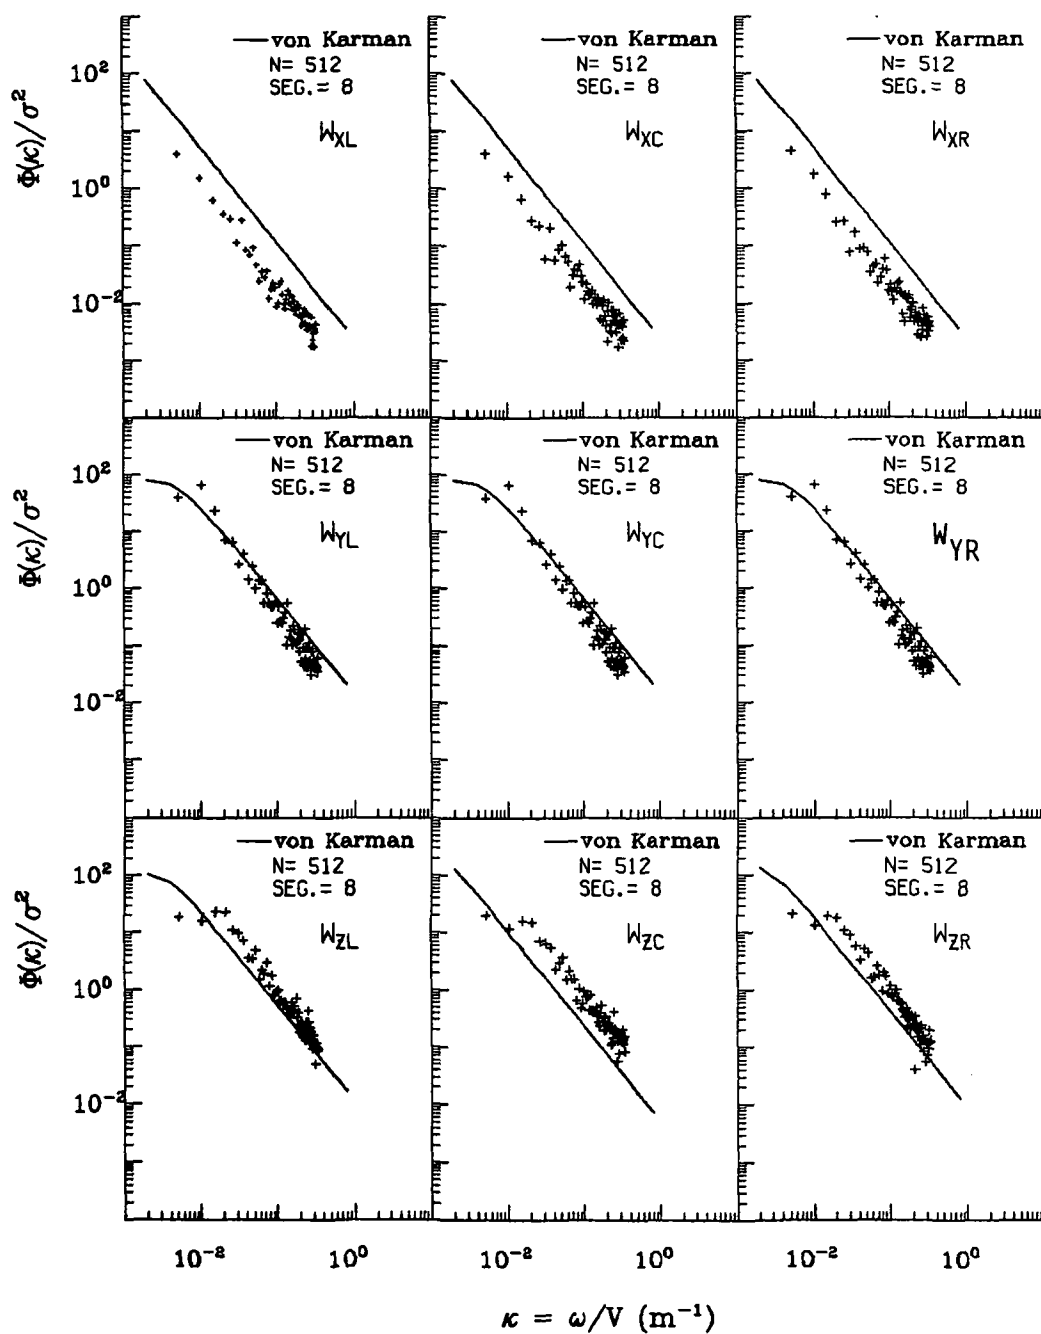 von Karman
N= 512
SEG.= 8
W_XL
von Karman
N= 512
SEG.= 8
W_XC
von Karman
N= 512
SEG.= 8
W_XR
10²
10⁰
10⁻²
Φ(κ)/σ²
von Karman
N= 512
SEG.= 8
W_YL
von Karman
N= 512
SEG.= 8
W_YC
von Karman
N= 512
SEG.= 8
W_YR
10²
10⁰
10⁻²
Φ(κ)/σ²
von Karman
N= 512
SEG.= 8
W_ZL
von Karman
N= 512
SEG.= 8
W_ZC
von Karman
N= 512
SEG.= 8
W_ZR
10²
10⁰
10⁻²
Φ(κ)/σ²
10⁻² 10⁰ 10⁻² 10⁰ 10⁻² 10⁰
κ = ω/V (m⁻¹)